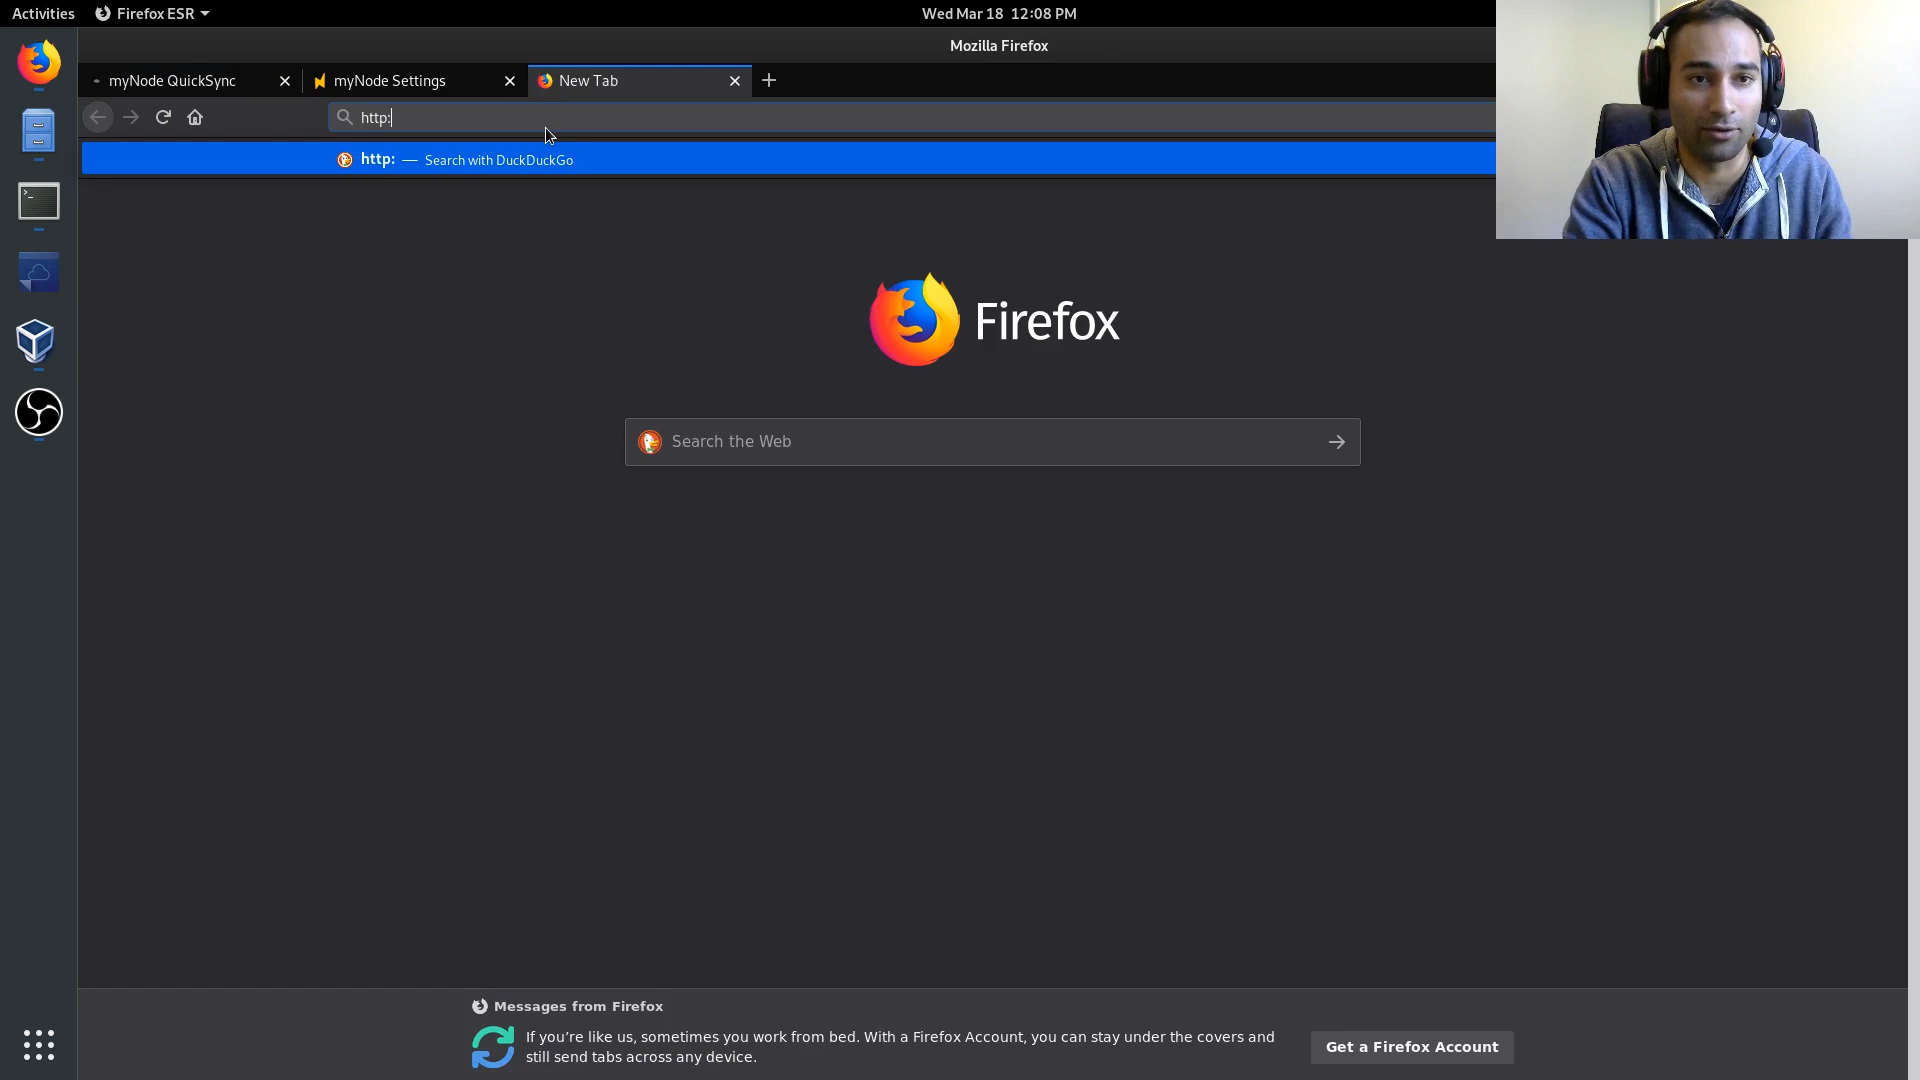 Activities
Firefox ESR
Wed Mar 18 12:08 PM
Mozilla Firefox
myNode QuickSync
myNode Settings
New Tab
http:
http: — Search with DuckDuckGo
Firefox
Search the Web
Messages from Firefox
If you’re like us, sometimes you work from bed. With a Firefox Account, you can stay under the covers and
still send tabs across any device.
Get a Firefox Account